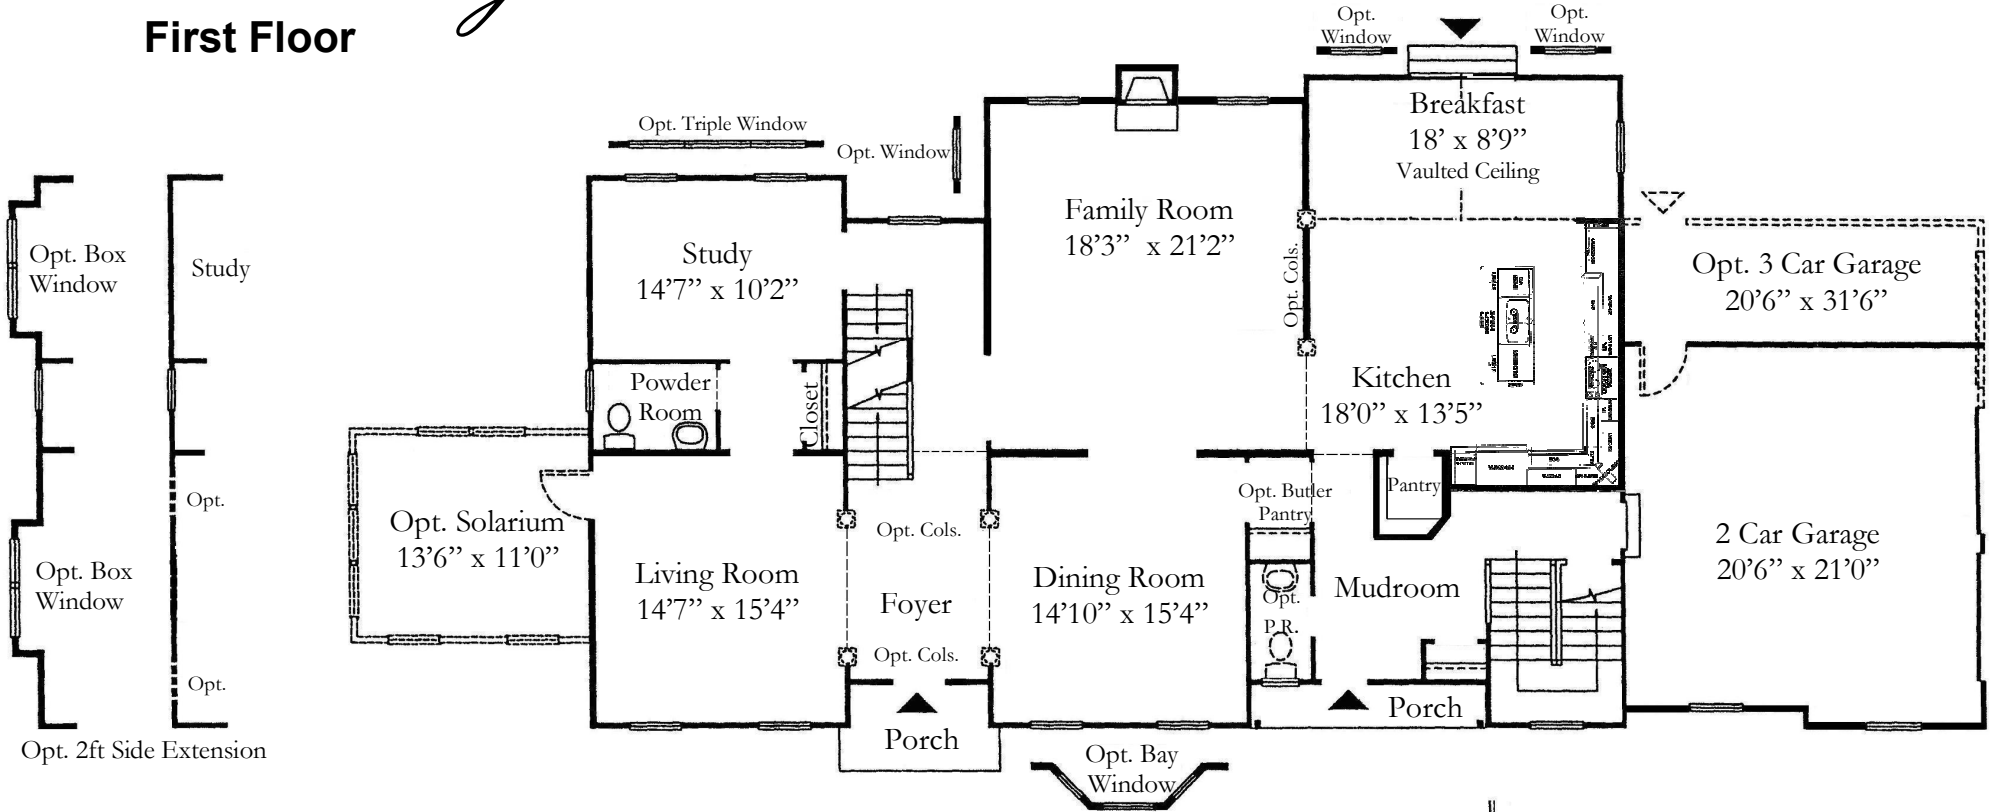 First Floor
Opt.
Window
Opt.
Window
Opt. Triple Window
Opt. Window
Breakfast
18’ x 8’9”
Vaulted Ceiling
Opt. Box
Window
Study
Study
14’7” x 10’2”
Family Room
18’3” x 21’2”
Opt. Cols.
Opt. 3 Car Garage
20’6” x 31’6”
Powder
Room
Closet
Kitchen
18’0” x 13’5”
Opt.
Opt. Solarium
13’6” x 11’0”
Opt. Cols.
Opt. Butler
Pantry
Pantry
2 Car Garage
20’6” x 21’0”
Opt. Box
Window
Living Room
14’7” x 15’4”
Foyer
Dining Room
14’10” x 15’4”
Opt.
P.R.
Mudroom
Opt. Cols.
Opt.
Porch
Porch
Opt. 2ft Side Extension
Opt. Bay
Window